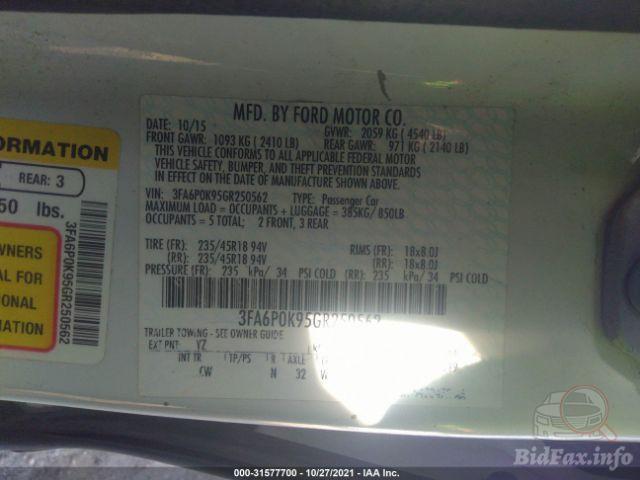 MFD. BY FORD MOTOR CO.
DATE: 10/15 GVWR: 2059 KG ( 4540 LB)
FRONT GAWR: 1093 KG ( 2410 LB) REAR GAWR: 971 KG ( 2140 LB)
THIS VEHICLE CONFORMS TO ALL APPLICABLE FEDERAL MOTOR
VEHICLE SAFETY, BUMPER, AND THEFT PREVENTION STANDARDS
IN EFFECT ON THE DATE OF MANUFACTURE SHOWN ABOVE.
VIN: 3FA6P0K95GR250562 TYPE: Passenger Car
MAXIMUM LOAD = OCCUPANTS + LUGGAGE = 385KG/ 850LB
OCCUPANTS = 5 TOTAL; 2 FRONT, 3 REAR
TIRE (FR): 235/45R18 94V RIMS (FR): 18x8.0J
(RR): 235/45R18 94V (RR): 18x8.0J
PRESSURE (FR): 235 kPa/ 34 PSI COLD (RR): 235 kPa/ 34 PSI COLD
3FA6P0K95GR250562
TRAILER TOWING - SEE OWNER GUIDE
EXT PNT: YZ
INT TR TP/PS R AXLE
CW N 32
ORMATION
REAR: 3
50 lbs.
OWNERS
AL FOR
ONAL
MATION
3FA6P0K95GR250562
000-31577700 - 10/27/2021 - IAA Inc.
BidFax.info